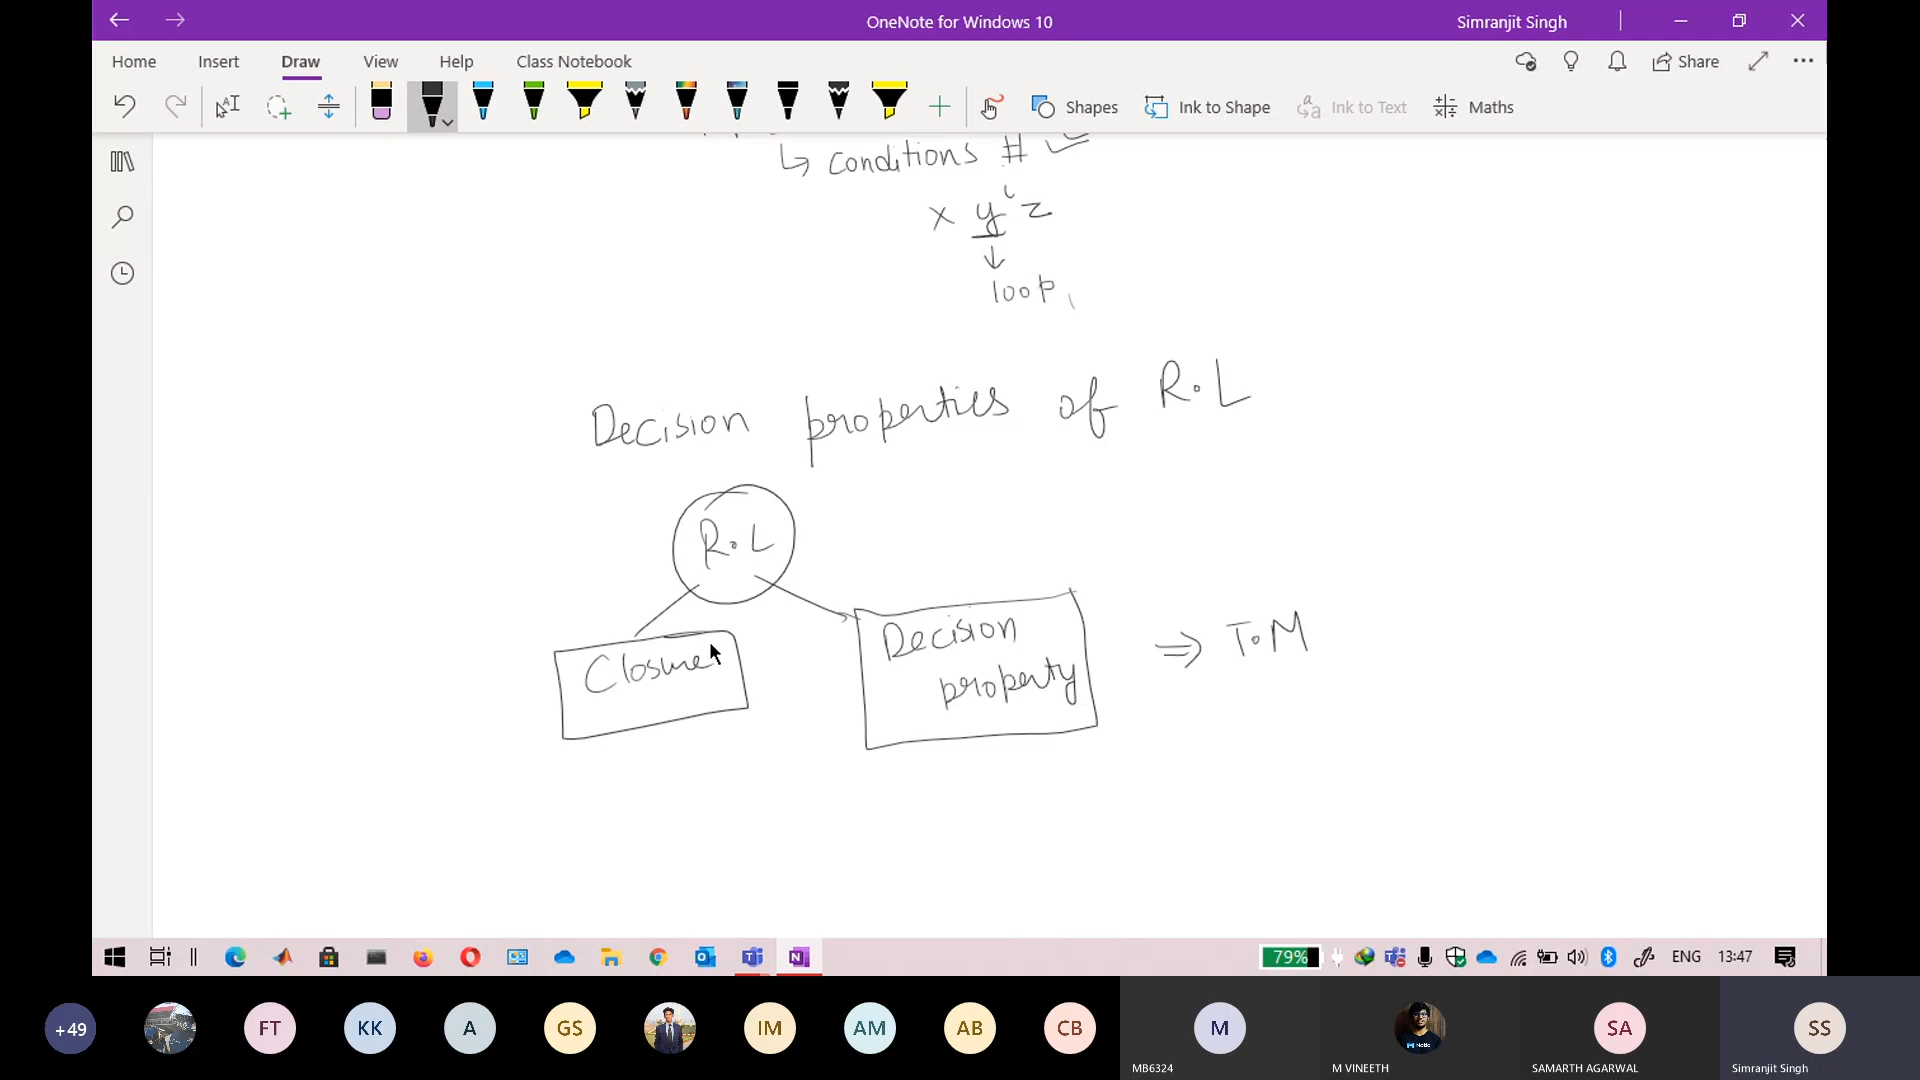 OneNote for Windows 10
Simranjit Singh
Home Insert Draw View Help Class Notebook
Share
Shapes Ink to Shape Ink to Text Maths
↳ conditions #
x yⁱ z
↓
loop
Decision properties of R.L
R.L
Closure
Decision
property
⇒ T.M
79% ENG 13:47
+49 FT KK A GS IM AM AB CB M SA SS
MB6324 M VINEETH SAMARTH AGARWAL Simranjit Singh